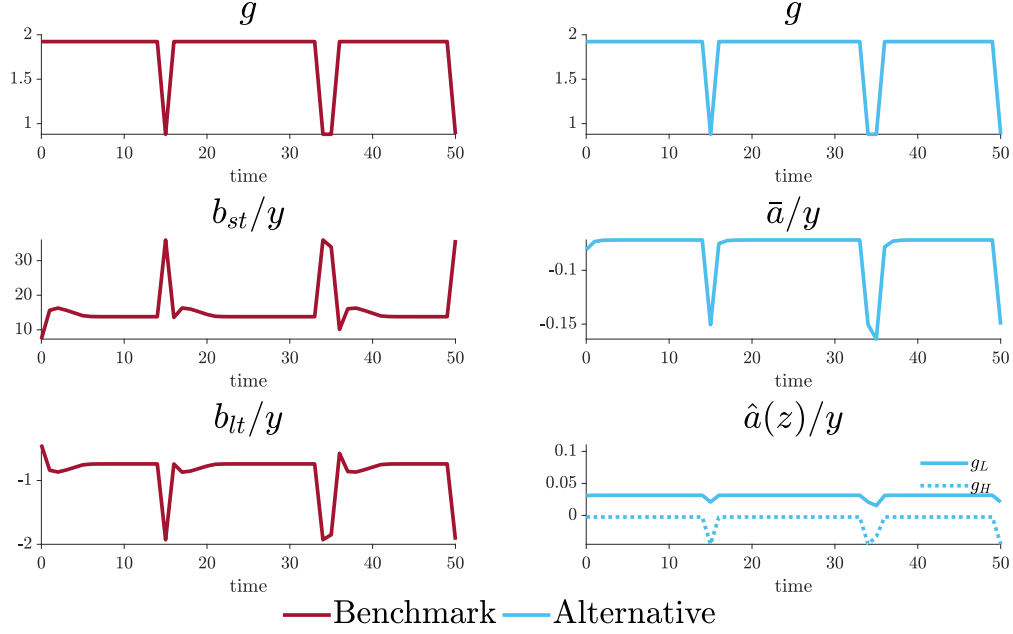 g
2
1.5
1
0 10 20 30 40 50
time
g
2
1.5
1
0 10 20 30 40 50
time
b_{st}/y
30
20
10
0 10 20 30 40 50
time
ā/y
-0.1
-0.15
0 10 20 30 40 50
time
b_{lt}/y
-1
-2
0 10 20 30 40 50
time
â(z)/y
0.1
0.05
0
g_L
g_H
0 10 20 30 40 50
time
Benchmark Alternative